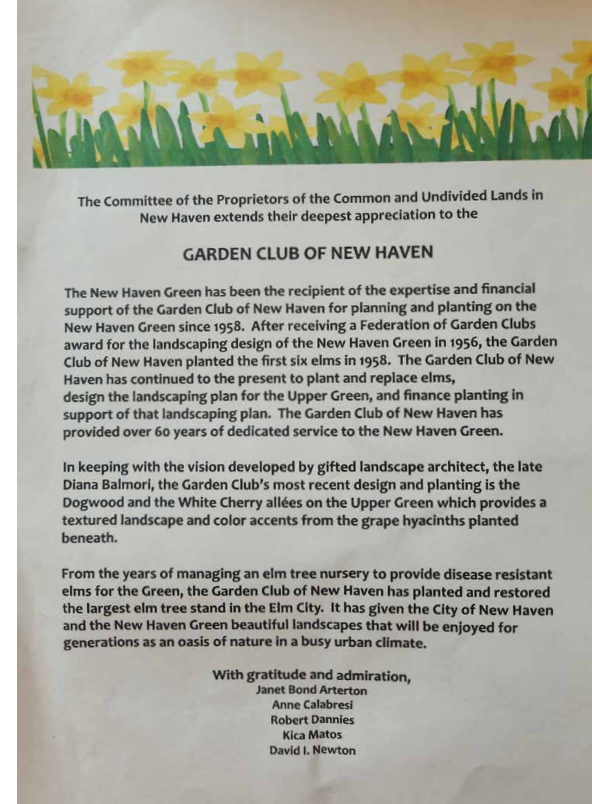 The Committee of the Proprietors of the Common and Undivided Lands in
New Haven extends their deepest appreciation to the
GARDEN CLUB OF NEW HAVEN
The New Haven Green has been the recipient of the expertise and financial
support of the Garden Club of New Haven for planning and planting on the
New Haven Green since 1958. After receiving a Federation of Garden Clubs
award for the landscaping design of the New Haven Green in 1956, the Garden
Club of New Haven planted the first six elms in 1958. The Garden Club of New
Haven has continued to the present to plant and replace elms,
design the landscaping plan for the Upper Green, and finance planting in
support of that landscaping plan. The Garden Club of New Haven has
provided over 60 years of dedicated service to the New Haven Green.
In keeping with the vision developed by gifted landscape architect, the late
Diana Balmori, the Garden Club's most recent design and planting is the
Dogwood and the White Cherry allées on the Upper Green which provides a
textured landscape and color accents from the grape hyacinths planted
beneath.
From the years of managing an elm tree nursery to provide disease resistant
elms for the Green, the Garden Club of New Haven has planted and restored
the largest elm tree stand in the Elm City. It has given the City of New Haven
and the New Haven Green beautiful landscapes that will be enjoyed for
generations as an oasis of nature in a busy urban climate.
With gratitude and admiration,
Janet Bond Arterton
Anne Calabresi
Robert Dannies
Kica Matos
David I. Newton